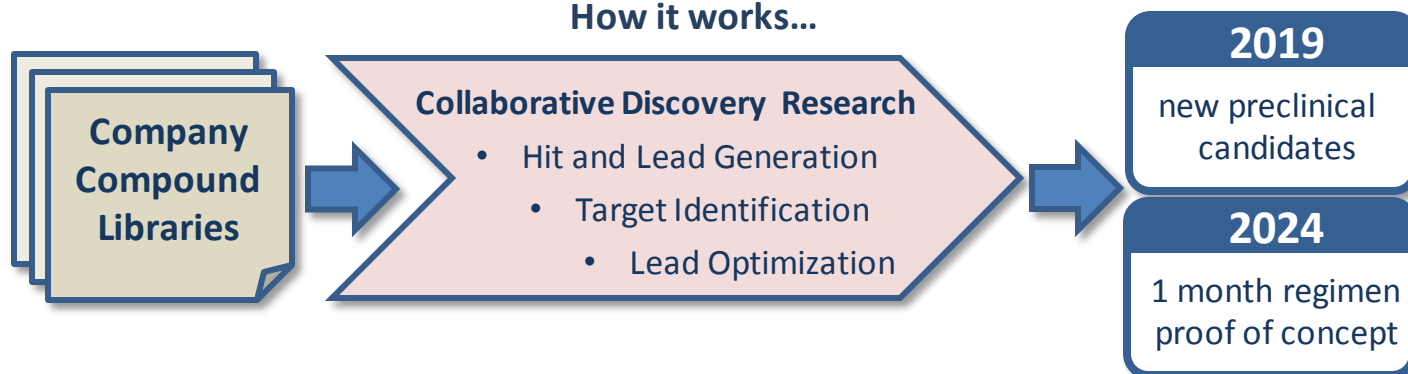 How it works…
Company
Compound
Libraries
Collaborative Discovery Research
• Hit and Lead Generation
• Target Identification
• Lead Optimization
2019
new preclinical
candidates
2024
1 month regimen
proof of concept